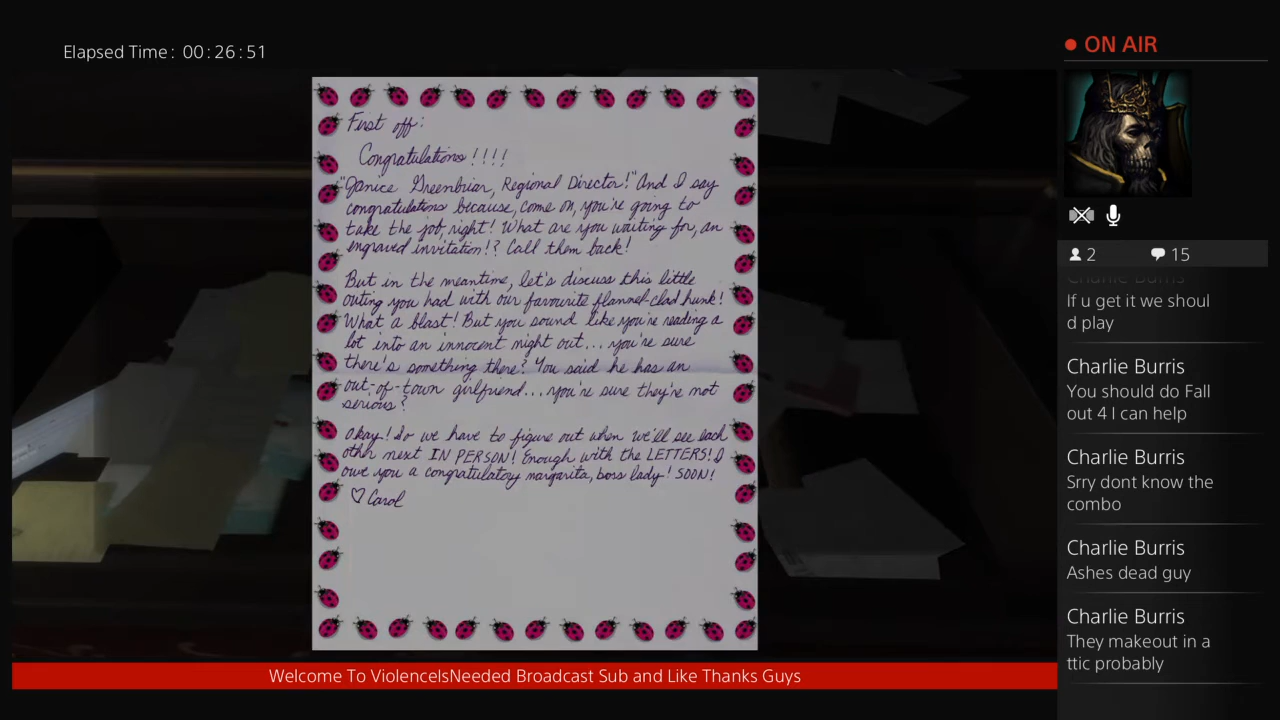 Elapsed Time: 00:26:51
First off:
Congratulations!!!!
"Janice Greenbriar, Regional Director!" And I say
congratulations because, come on, you're going to
take the job, right! What are you waiting for, an
engraved invitation!? Call them back!
But in the meantime, let's discuss this little
outing you had with our favourite flannel-clad hunk!
What a blast! But you sound like you're reading a
lot into an innocent night out... you're sure
there's something there? You said he has an
out-of-town girlfriend... you're sure they're not
serious?
Okay! So we have to figure out when we'll see each
other next IN PERSON! Enough with the LETTERS! I
owe you a congratulatory margarita, boss lady! SOON!
♡ Carol
Welcome To ViolenceIsNeeded Broadcast Sub and Like Thanks Guys
ON AIR
2 15
Charlie Burris
If u get it we shoul
d play
Charlie Burris
You should do Fall
out 4 I can help
Charlie Burris
Srry dont know the
combo
Charlie Burris
Ashes dead guy
Charlie Burris
They makeout in a
ttic probably